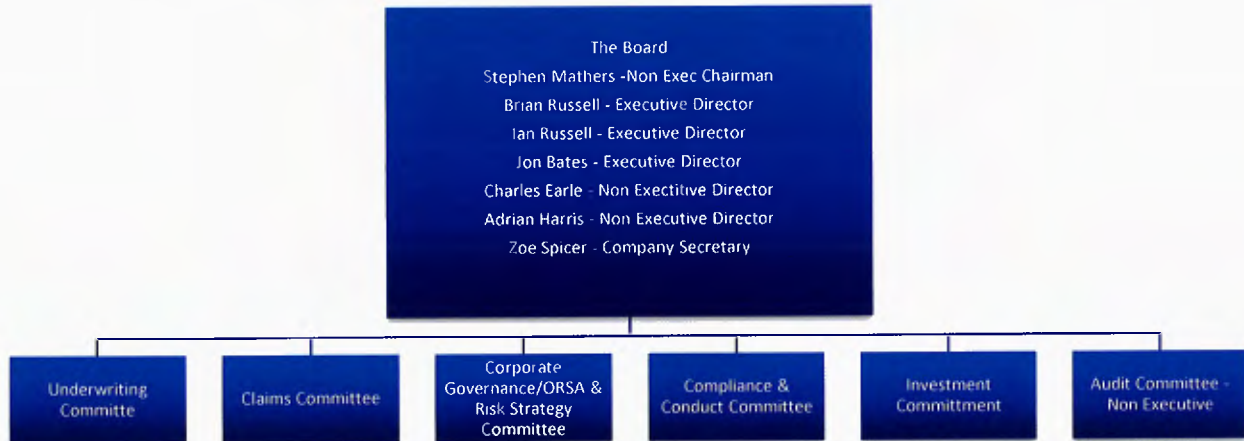 The Board
Stephen Mathers -Non Exec Chairman
Brian Russell - Executive Director
Ian Russell - Executive Director
Jon Bates - Executive Director
Charles Earle - Non Exectitive Director
Adrian Harris - Non Executive Director
Zoe Spicer - Company Secretary
Underwriting
Committe
Claims Committee
Corporate
Governance/ORSA &
Risk Strategy
Committee
Compliance &
Conduct Committee
Investment
Committment
Audit Committee -
Non Executive